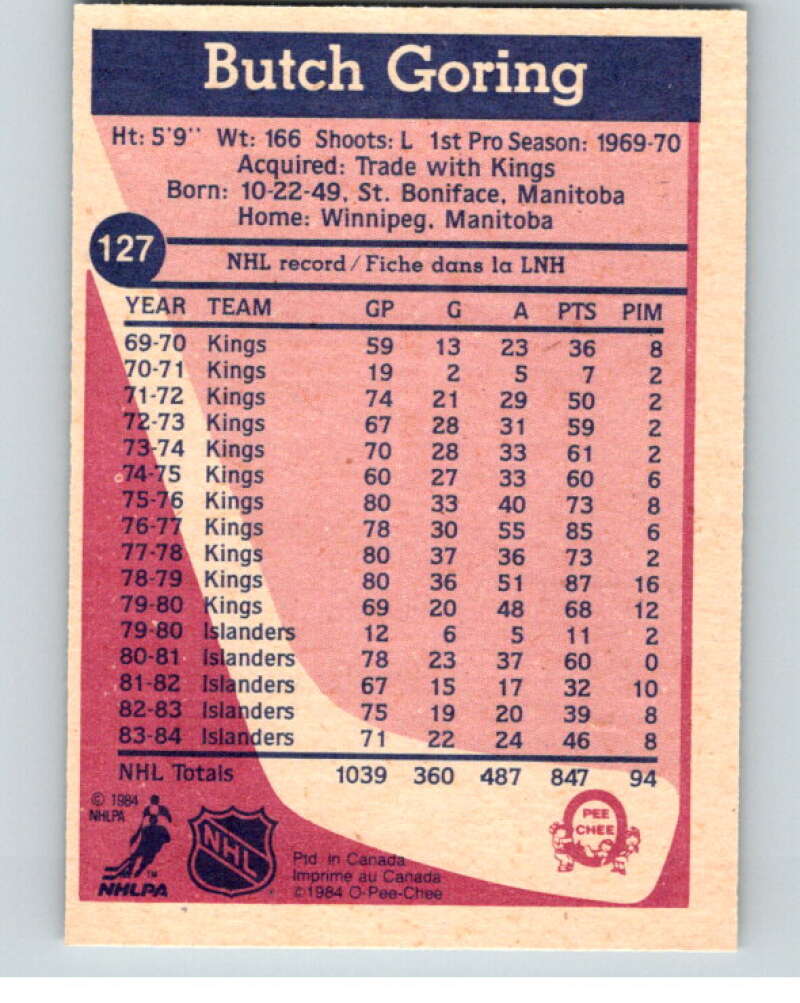 Butch Goring
Ht: 5'9" Wt: 166 Shoots: L 1st Pro Season: 1969-70
Acquired: Trade with Kings
Born: 10-22-49, St. Boniface, Manitoba
Home: Winnipeg, Manitoba
127
NHL record / Fiche dans la LNH
YEAR TEAM GP G A PTS PIM
69-70 Kings 59 13 23 36 8
70-71 Kings 19 2 5 7 2
71-72 Kings 74 21 29 50 2
72-73 Kings 67 28 31 59 2
73-74 Kings 70 28 33 61 2
74-75 Kings 60 27 33 60 6
75-76 Kings 80 33 40 73 8
76-77 Kings 78 30 55 85 6
77-78 Kings 80 37 36 73 2
78-79 Kings 80 36 51 87 16
79-80 Kings 69 20 48 68 12
79-80 Islanders 12 6 5 11 2
80-81 Islanders 78 23 37 60 0
81-82 Islanders 67 15 17 32 10
82-83 Islanders 75 19 20 39 8
83-84 Islanders 71 22 24 46 8
NHL Totals 1039 360 487 847 94
© 1984
NHLPA
NHLPA
TM
NHL
Ptd in Canada
Imprimé au Canada
© 1984 O-Pee-Chee
PEE
CHEE